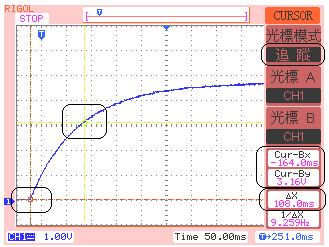 RIGOL
STOP
T
CURSOR
光標模式
追 蹤
光標 A
CH1
光標 B
CH1
Cur-Bx
-164.0ms
Cur-By
3.16V
ΔX
108.0ms
1/ΔX
9.259Hz
T
1
CH1 1.00V Time 50.00ms T→251.0ms